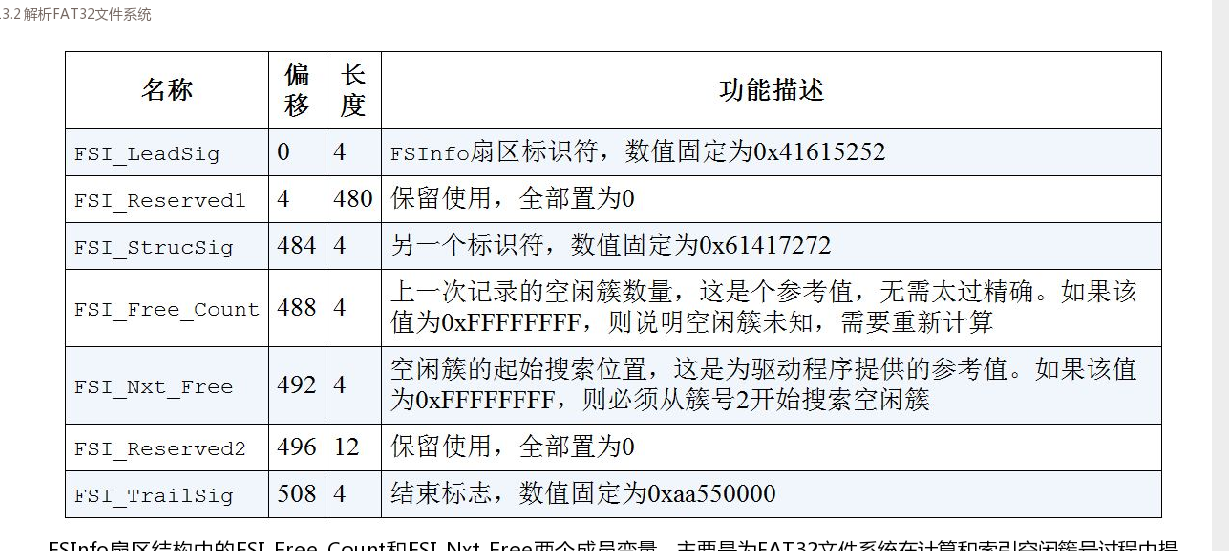 .3.2 解析FAT32文件系统
名称 偏移 长度 功能描述
FSI_LeadSig 0 4 FSInfo扇区标识符，数值固定为0x41615252
FSI_Reserved1 4 480 保留使用，全部置为0
FSI_StrucSig 484 4 另一个标识符，数值固定为0x61417272
FSI_Free_Count 488 4 上一次记录的空闲簇数量，这是个参考值，无需太过精确。如果该
值为0xFFFFFFFF，则说明空闲簇未知，需要重新计算
FSI_Nxt_Free 492 4 空闲簇的起始搜索位置，这是为驱动程序提供的参考值。如果该值
为0xFFFFFFFF，则必须从簇号2开始搜索空闲簇
FSI_Reserved2 496 12 保留使用，全部置为0
FSI_TrailSig 508 4 结束标志，数值固定为0xaa550000
FSInfo扇区结构中的FSI_Free_Count和FSI_Nxt_Free两个成员变量，主要是为FAT32文件系统在计算和索引空闲簇号过程中提